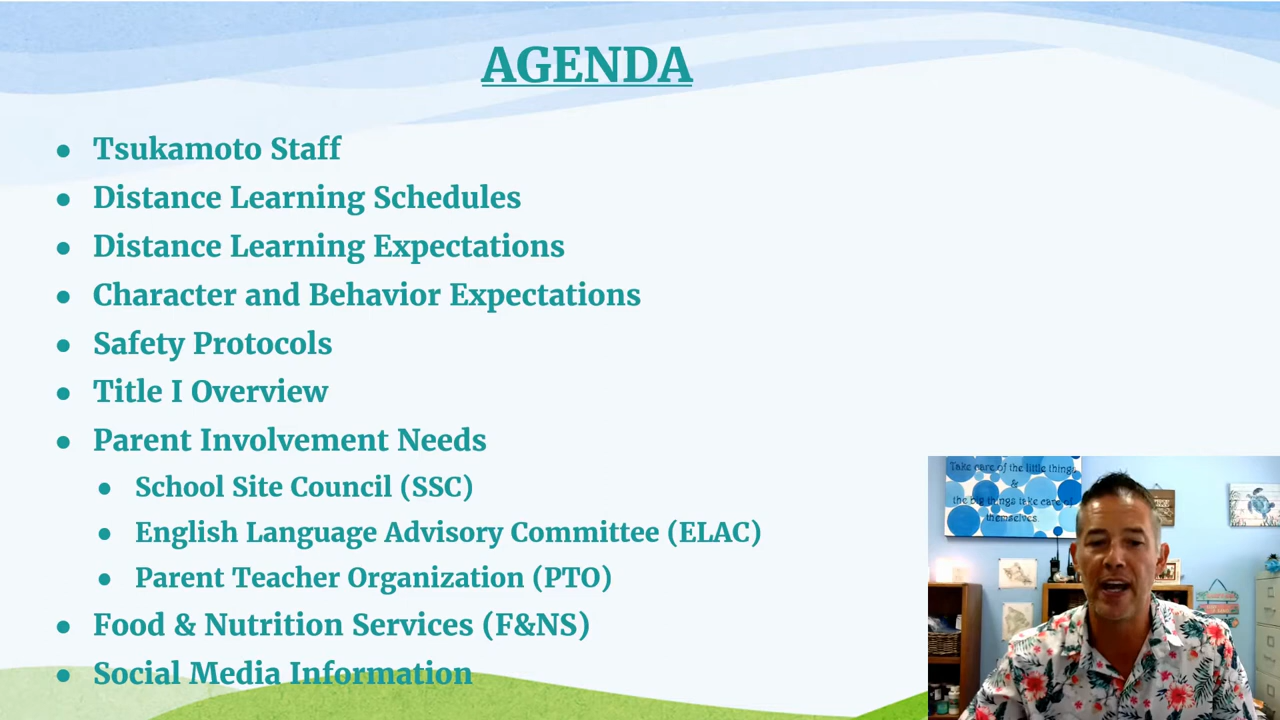 AGENDA
Tsukamoto Staff
Distance Learning Schedules
Distance Learning Expectations
Character and Behavior Expectations
Safety Protocols
Title I Overview
Parent Involvement Needs
School Site Council (SSC)
English Language Advisory Committee (ELAC)
Parent Teacher Organization (PTO)
Food & Nutrition Services (F&NS)
Social Media Information
Take care of the little things
&
the big things take care of
themselves.